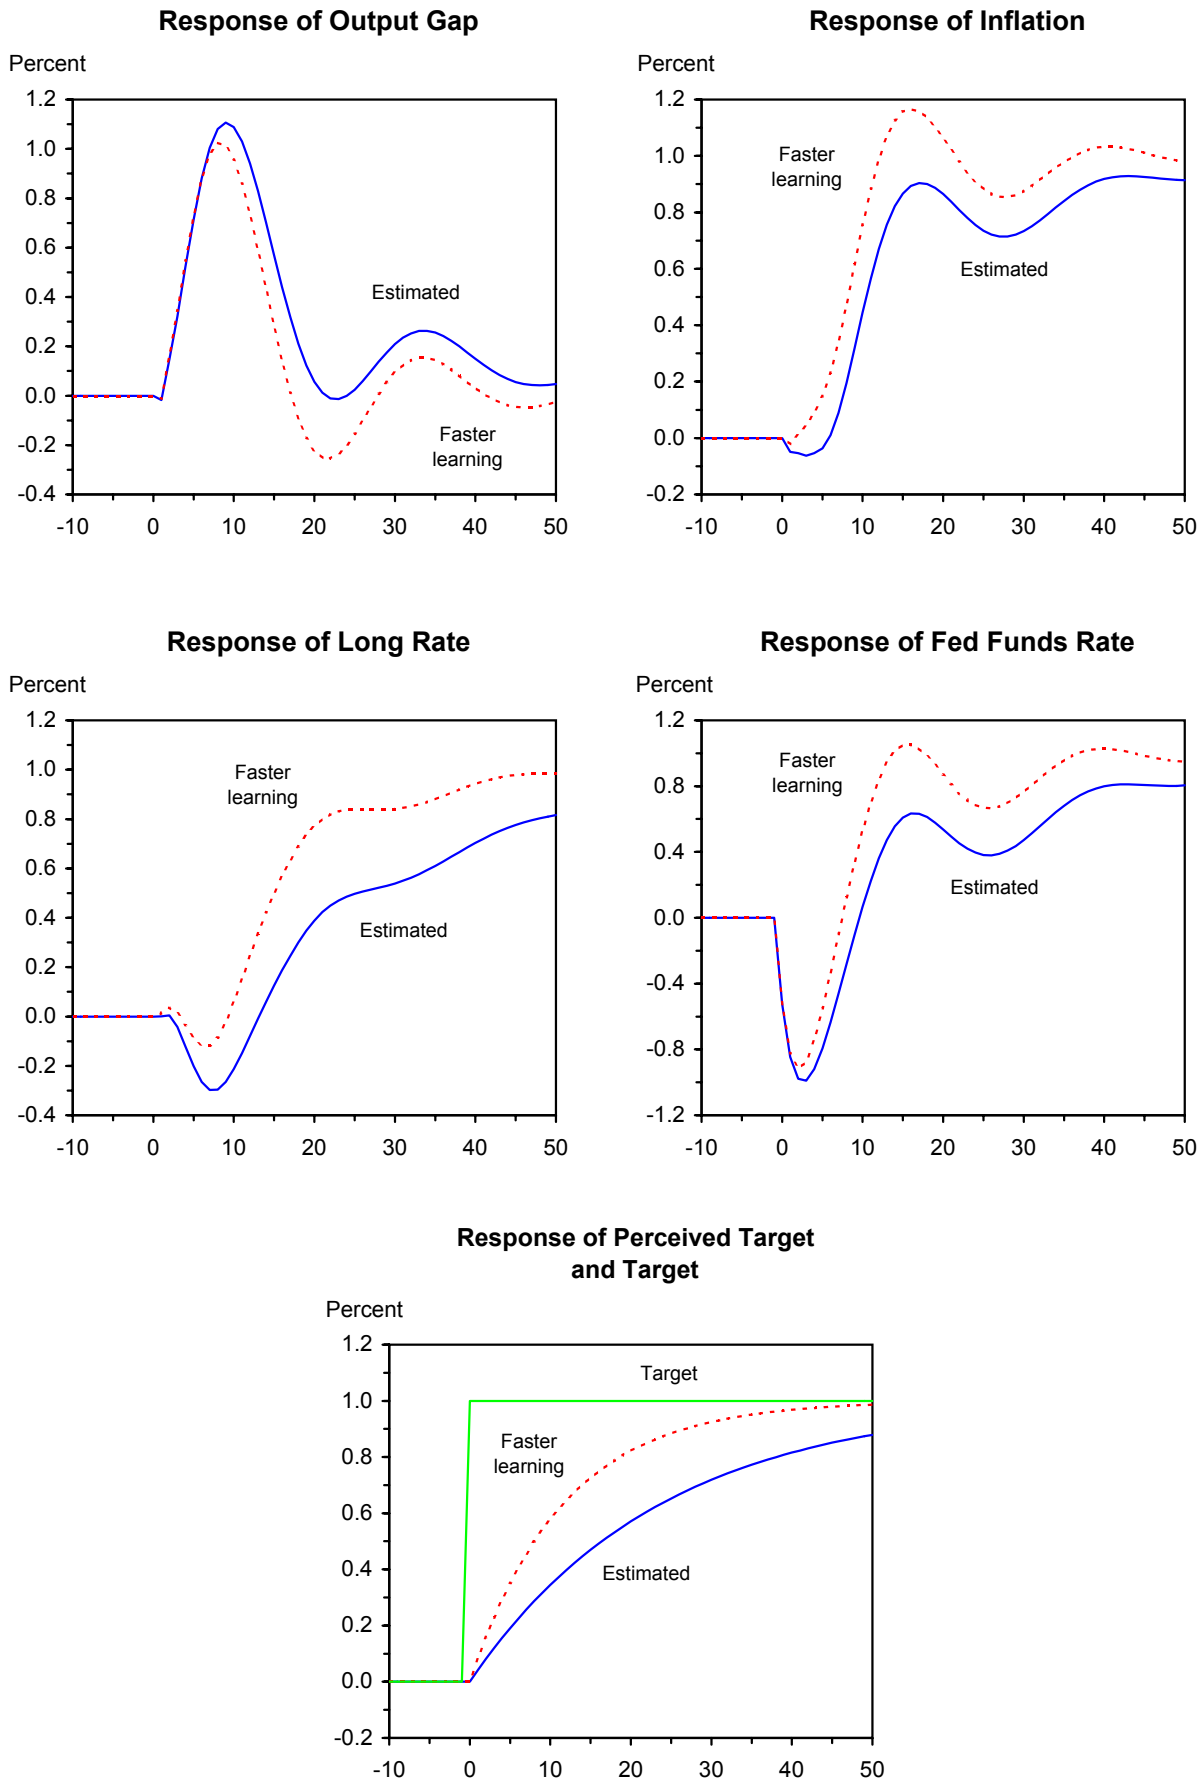 Response of Output Gap
Percent
1.2
1.0
0.8
0.6
0.4
0.2
0.0
-0.2
-0.4
-10 0 10 20 30 40 50
Estimated
Faster
learning
Response of Inflation
Percent
1.2
1.0
0.8
0.6
0.4
0.2
0.0
-0.2
-10 0 10 20 30 40 50
Faster
learning
Estimated
Response of Long Rate
Percent
1.2
1.0
0.8
0.6
0.4
0.2
0.0
-0.2
-0.4
-10 0 10 20 30 40 50
Faster
learning
Estimated
Response of Fed Funds Rate
Percent
1.2
0.8
0.4
0.0
-0.4
-0.8
-1.2
-10 0 10 20 30 40 50
Faster
learning
Estimated
Response of Perceived Target
and Target
Percent
1.2
1.0
0.8
0.6
0.4
0.2
0.0
-0.2
-10 0 10 20 30 40 50
Target
Faster
learning
Estimated